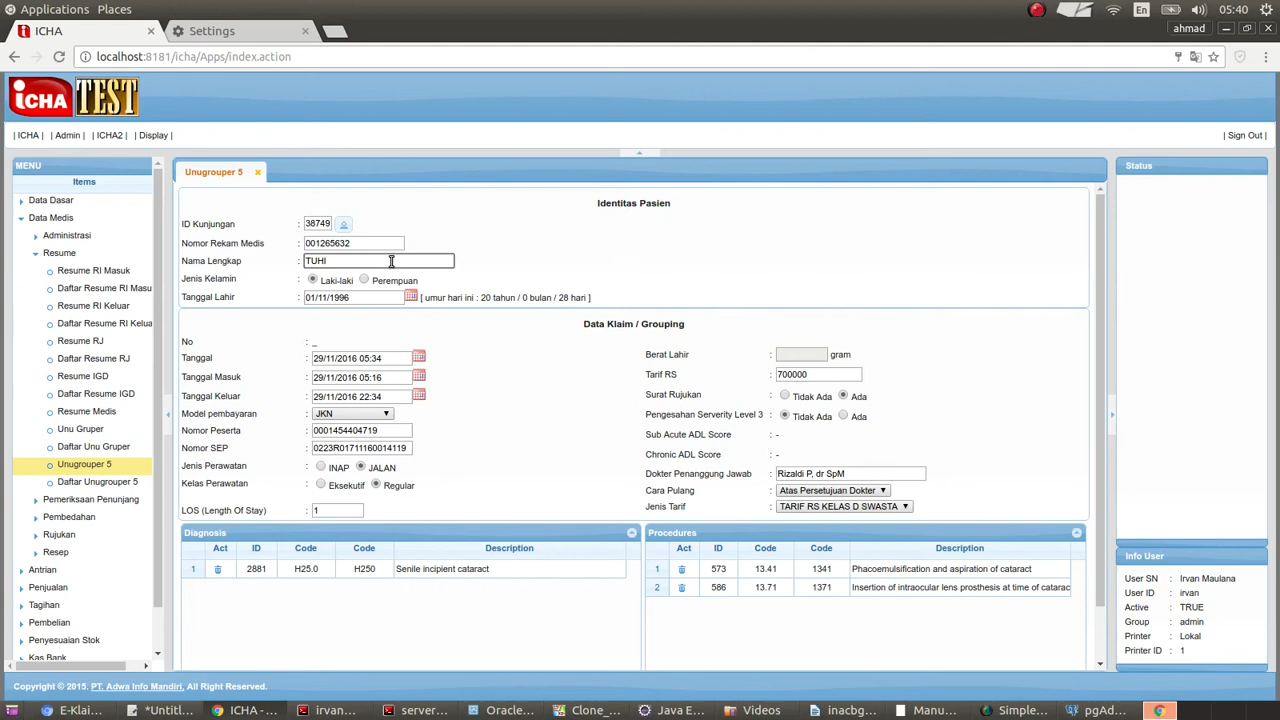 Applications Places En 05:40
ICHA Settings ahmad
localhost:8181/icha/Apps/index.action
iCHA TEST
| ICHA | | Admin | | ICHA2 | | Display | | Sign Out |
MENU
Items
Data Dasar
Data Medis
Administrasi
Resume
Resume RI Masuk
Daftar Resume RI Masu
Resume RI Keluar
Daftar Resume RI Kelua
Resume RJ
Daftar Resume RJ
Resume IGD
Daftar Resume IGD
Resume Medis
Unu Gruper
Daftar Unu Gruper
Unugrouper 5
Daftar Unugrouper 5
Pemeriksaan Penunjang
Pembedahan
Rujukan
Resep
Antrian
Penjualan
Tagihan
Pembelian
Penyesuaian Stok
Kas Bank
Unugrouper 5
Identitas Pasien
ID Kunjungan : 38749
Nomor Rekam Medis : 001265632
Nama Lengkap : TUHI
Jenis Kelamin : Laki-laki Perempuan
Tanggal Lahir : 01/11/1996 [ umur hari ini : 20 tahun / 0 bulan / 28 hari ]
Data Klaim / Grouping
No : _
Tanggal : 29/11/2016 05:34
Tanggal Masuk : 29/11/2016 05:16
Tanggal Keluar : 29/11/2016 22:34
Model pembayaran : JKN
Nomor Peserta : 0001454404719
Nomor SEP : 0223R01711160014119
Jenis Perawatan : INAP JALAN
Kelas Perawatan : Eksekutif Regular
LOS (Length Of Stay) : 1
Berat Lahir : gram
Tarif RS : 700000
Surat Rujukan : Tidak Ada Ada
Pengesahan Serverity Level 3 : Tidak Ada Ada
Sub Acute ADL Score : -
Chronic ADL Score : -
Dokter Penanggung Jawab : Rizaldi P, dr SpM
Cara Pulang : Atas Persetujuan Dokter
Jenis Tarif : TARIF RS KELAS D SWASTA
Diagnosis
Act ID Code Code Description
1 2881 H25.0 H250 Senile incipient cataract
Procedures
Act ID Code Code Description
1 573 13.41 1341 Phacoemulsification and aspiration of cataract
2 586 13.71 1371 Insertion of intraocular lens prosthesis at time of catarac
Status
Info User
User SN : Irvan Maulana
User ID : irvan
Active : TRUE
Group : admin
Printer : Lokal
Printer ID : 1
Copyright © 2015. PT. Adwa Info Mandiri, All Right Reserved.
E-Klai... *Untitl... ICHA - ... irvan... server... Oracle... Clone_... Java E... Videos inacbg... Manu... Simple... pgAd...